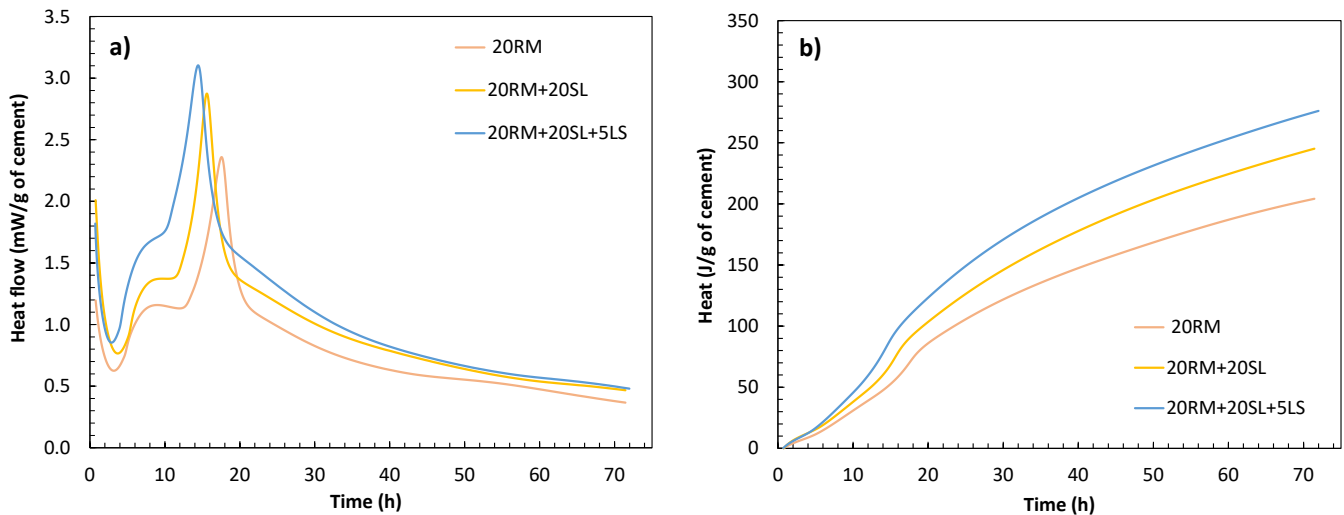 a)
Heat flow (mW/g of cement)
3.5
3.0
2.5
2.0
1.5
1.0
0.5
0.0
20RM
20RM+20SL
20RM+20SL+5LS
0 10 20 30 40 50 60 70
Time (h)
b)
Heat (J/g of cement)
350
300
250
200
150
100
50
0
20RM
20RM+20SL
20RM+20SL+5LS
0 10 20 30 40 50 60 70
Time (h)